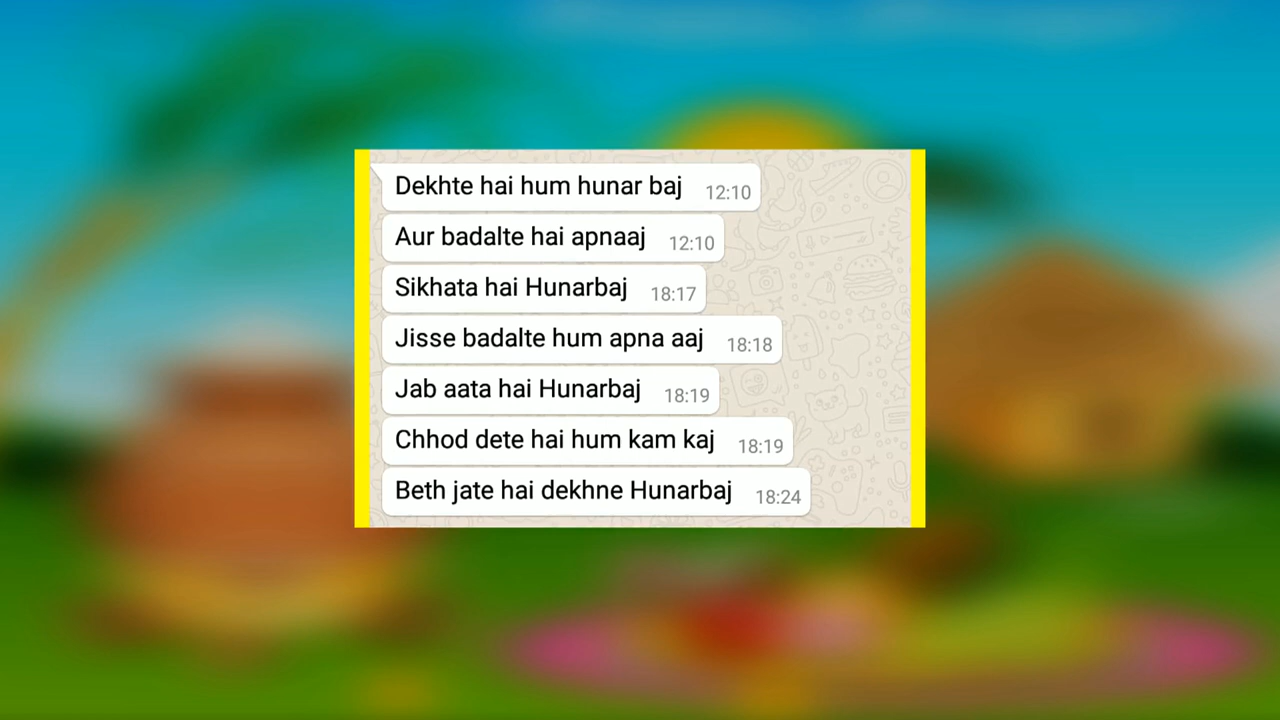 Dekhte hai hum hunar baj 12:10
Aur badalte hai apnaaj 12:10
Sikhata hai Hunarbaj 18:17
Jisse badalte hum apna aaj 18:18
Jab aata hai Hunarbaj 18:19
Chhod dete hai hum kam kaj 18:19
Beth jate hai dekhne Hunarbaj 18:24